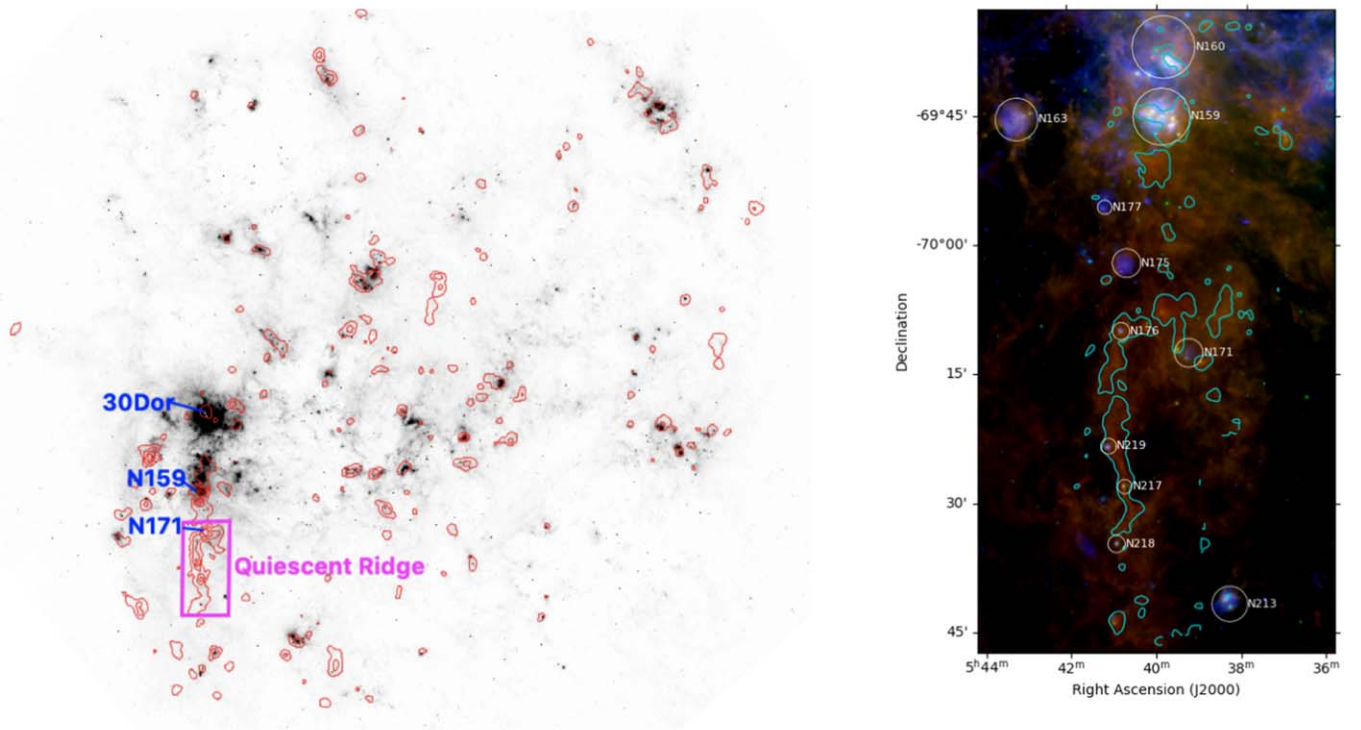 30Dor
N159
N171
Quiescent Ridge
N160
-69°45'
N163
N159
N177
-70°00'
N175
N176
N171
Declination
15'
N219
N217
30'
N218
N213
45'
5ʰ44ᵐ 42ᵐ 40ᵐ 38ᵐ 36ᵐ
Right Ascension (J2000)